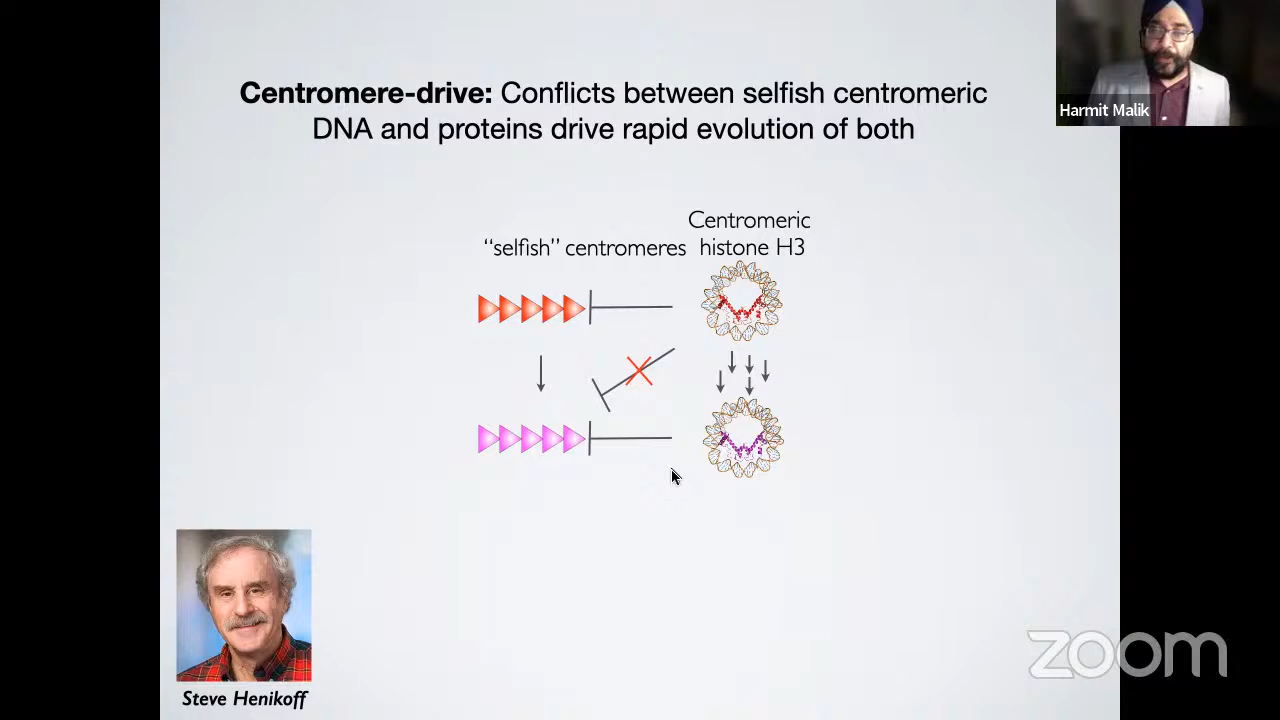 Harmit Malik
Centromere-drive: Conflicts between selfish centromeric
DNA and proteins drive rapid evolution of both
Centromeric
“selfish” centromeres histone H3
Steve Henikoff
zoom